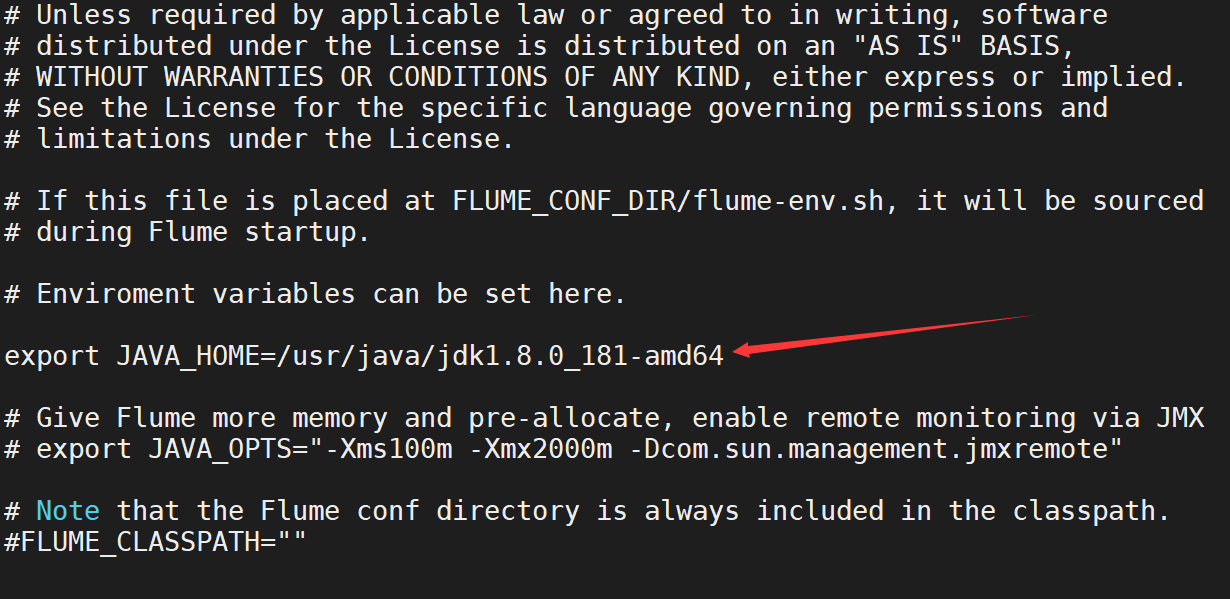 # Unless required by applicable law or agreed to in writing, software
# distributed under the License is distributed on an "AS IS" BASIS,
# WITHOUT WARRANTIES OR CONDITIONS OF ANY KIND, either express or implied.
# See the License for the specific language governing permissions and
# limitations under the License.
# If this file is placed at FLUME_CONF_DIR/flume-env.sh, it will be sourced
# during Flume startup.
# Enviroment variables can be set here.
export JAVA_HOME=/usr/java/jdk1.8.0_181-amd64
# Give Flume more memory and pre-allocate, enable remote monitoring via JMX
# export JAVA_OPTS="-Xms100m -Xmx2000m -Dcom.sun.management.jmxremote"
# Note that the Flume conf directory is always included in the classpath.
#FLUME_CLASSPATH=""